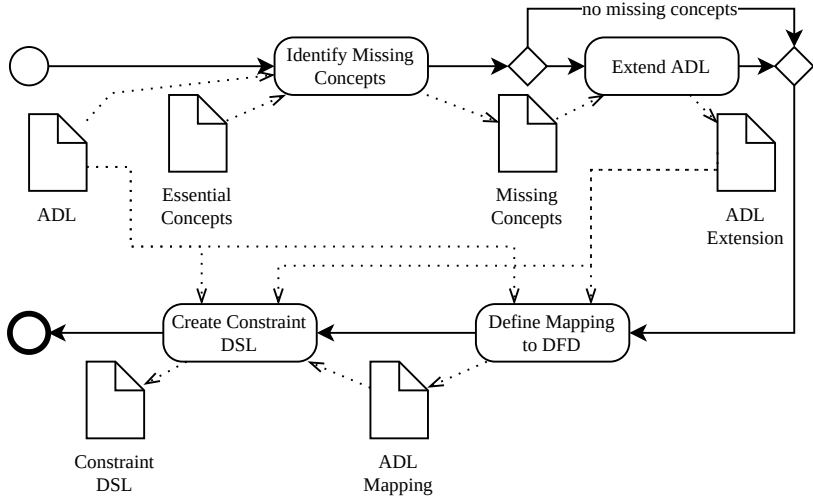 no missing concepts
Identify Missing
Concepts
Extend ADL
ADL
Essential
Concepts
Missing
Concepts
ADL
Extension
Create Constraint
DSL
Define Mapping
to DFD
Constraint
DSL
ADL
Mapping